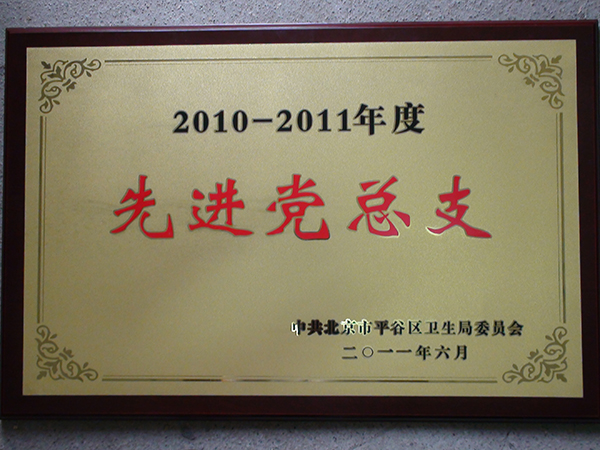 2010-2011年度
先进党总支
中共北京市平谷区卫生局委员会
二〇一一年六月